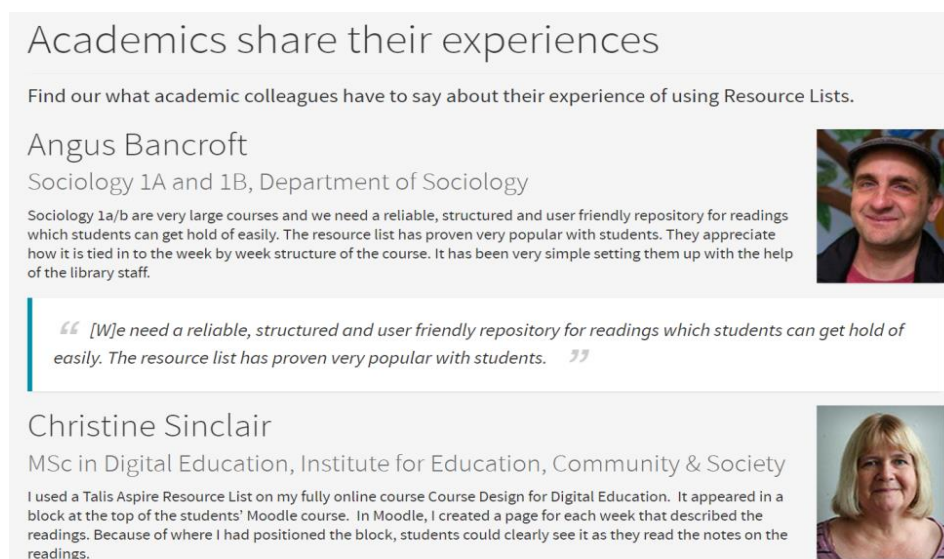 Academics share their experiences
Find our what academic colleagues have to say about their experience of using Resource Lists.
Angus Bancroft
Sociology 1A and 1B, Department of Sociology
Sociology 1a/b are very large courses and we need a reliable, structured and user friendly repository for readings
which students can get hold of easily. The resource list has proven very popular with students. They appreciate
how it is tied in to the week by week structure of the course. It has been very simple setting them up with the help
of the library staff.
“ [W]e need a reliable, structured and user friendly repository for readings which students can get hold of
easily. The resource list has proven very popular with students. ”
Christine Sinclair
MSc in Digital Education, Institute for Education, Community & Society
I used a Talis Aspire Resource List on my fully online course Course Design for Digital Education. It appeared in a
block at the top of the students’ Moodle course. In Moodle, I created a page for each week that described the
readings. Because of where I had positioned the block, students could clearly see it as they read the notes on the
readings.